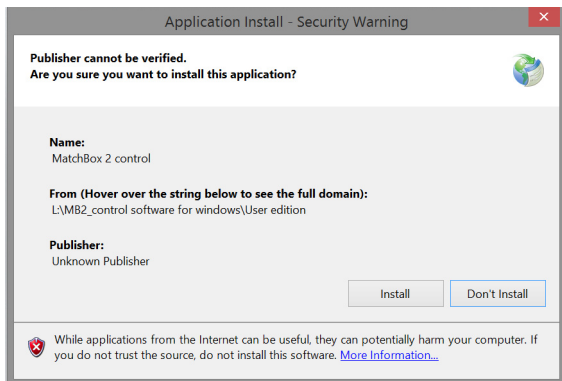 Application Install - Security Warning
Publisher cannot be verified.
Are you sure you want to install this application?
Name:
MatchBox 2 control
From (Hover over the string below to see the full domain):
L:\MB2_control software for windows\User edition
Publisher:
Unknown Publisher
Install
Don't Install
While applications from the Internet can be useful, they can potentially harm your computer. If
you do not trust the source, do not install this software. More Information...